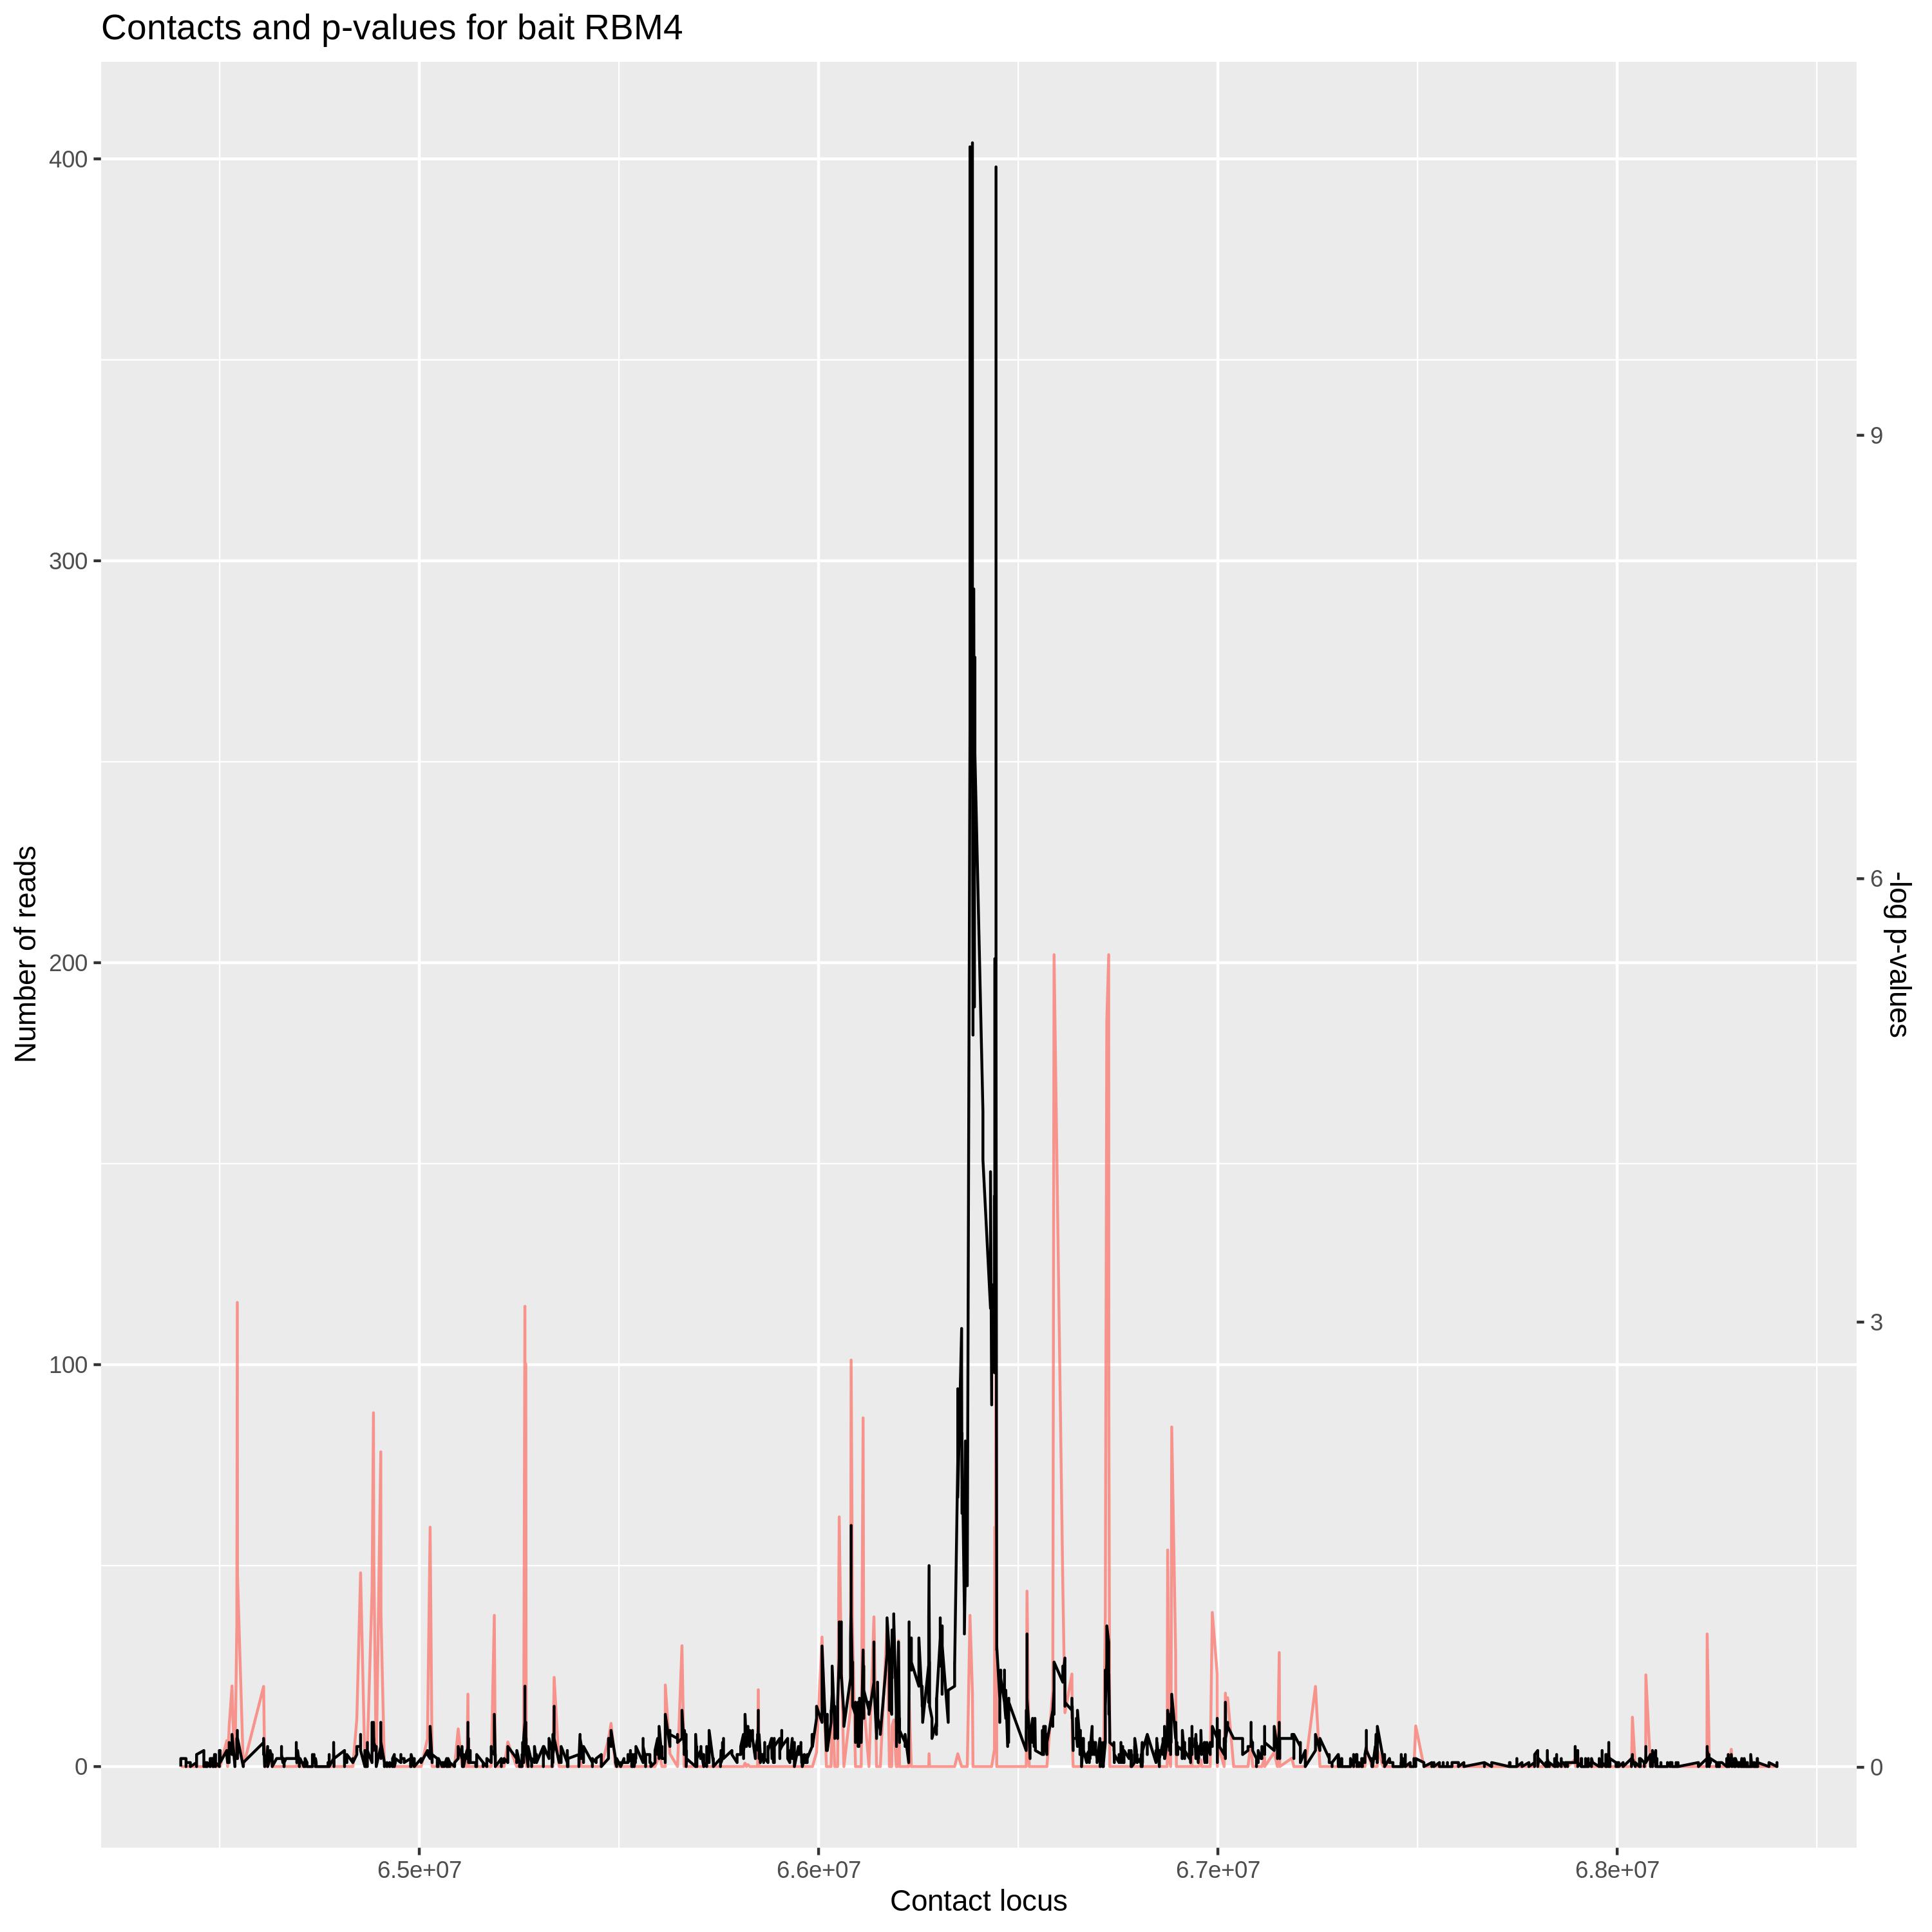 Contacts and p-values for bait RBM4
400
300
200
100
0
Number of reads
9
6
3
0
-log p-values
6.5e+07
6.6e+07
6.7e+07
6.8e+07
Contact locus